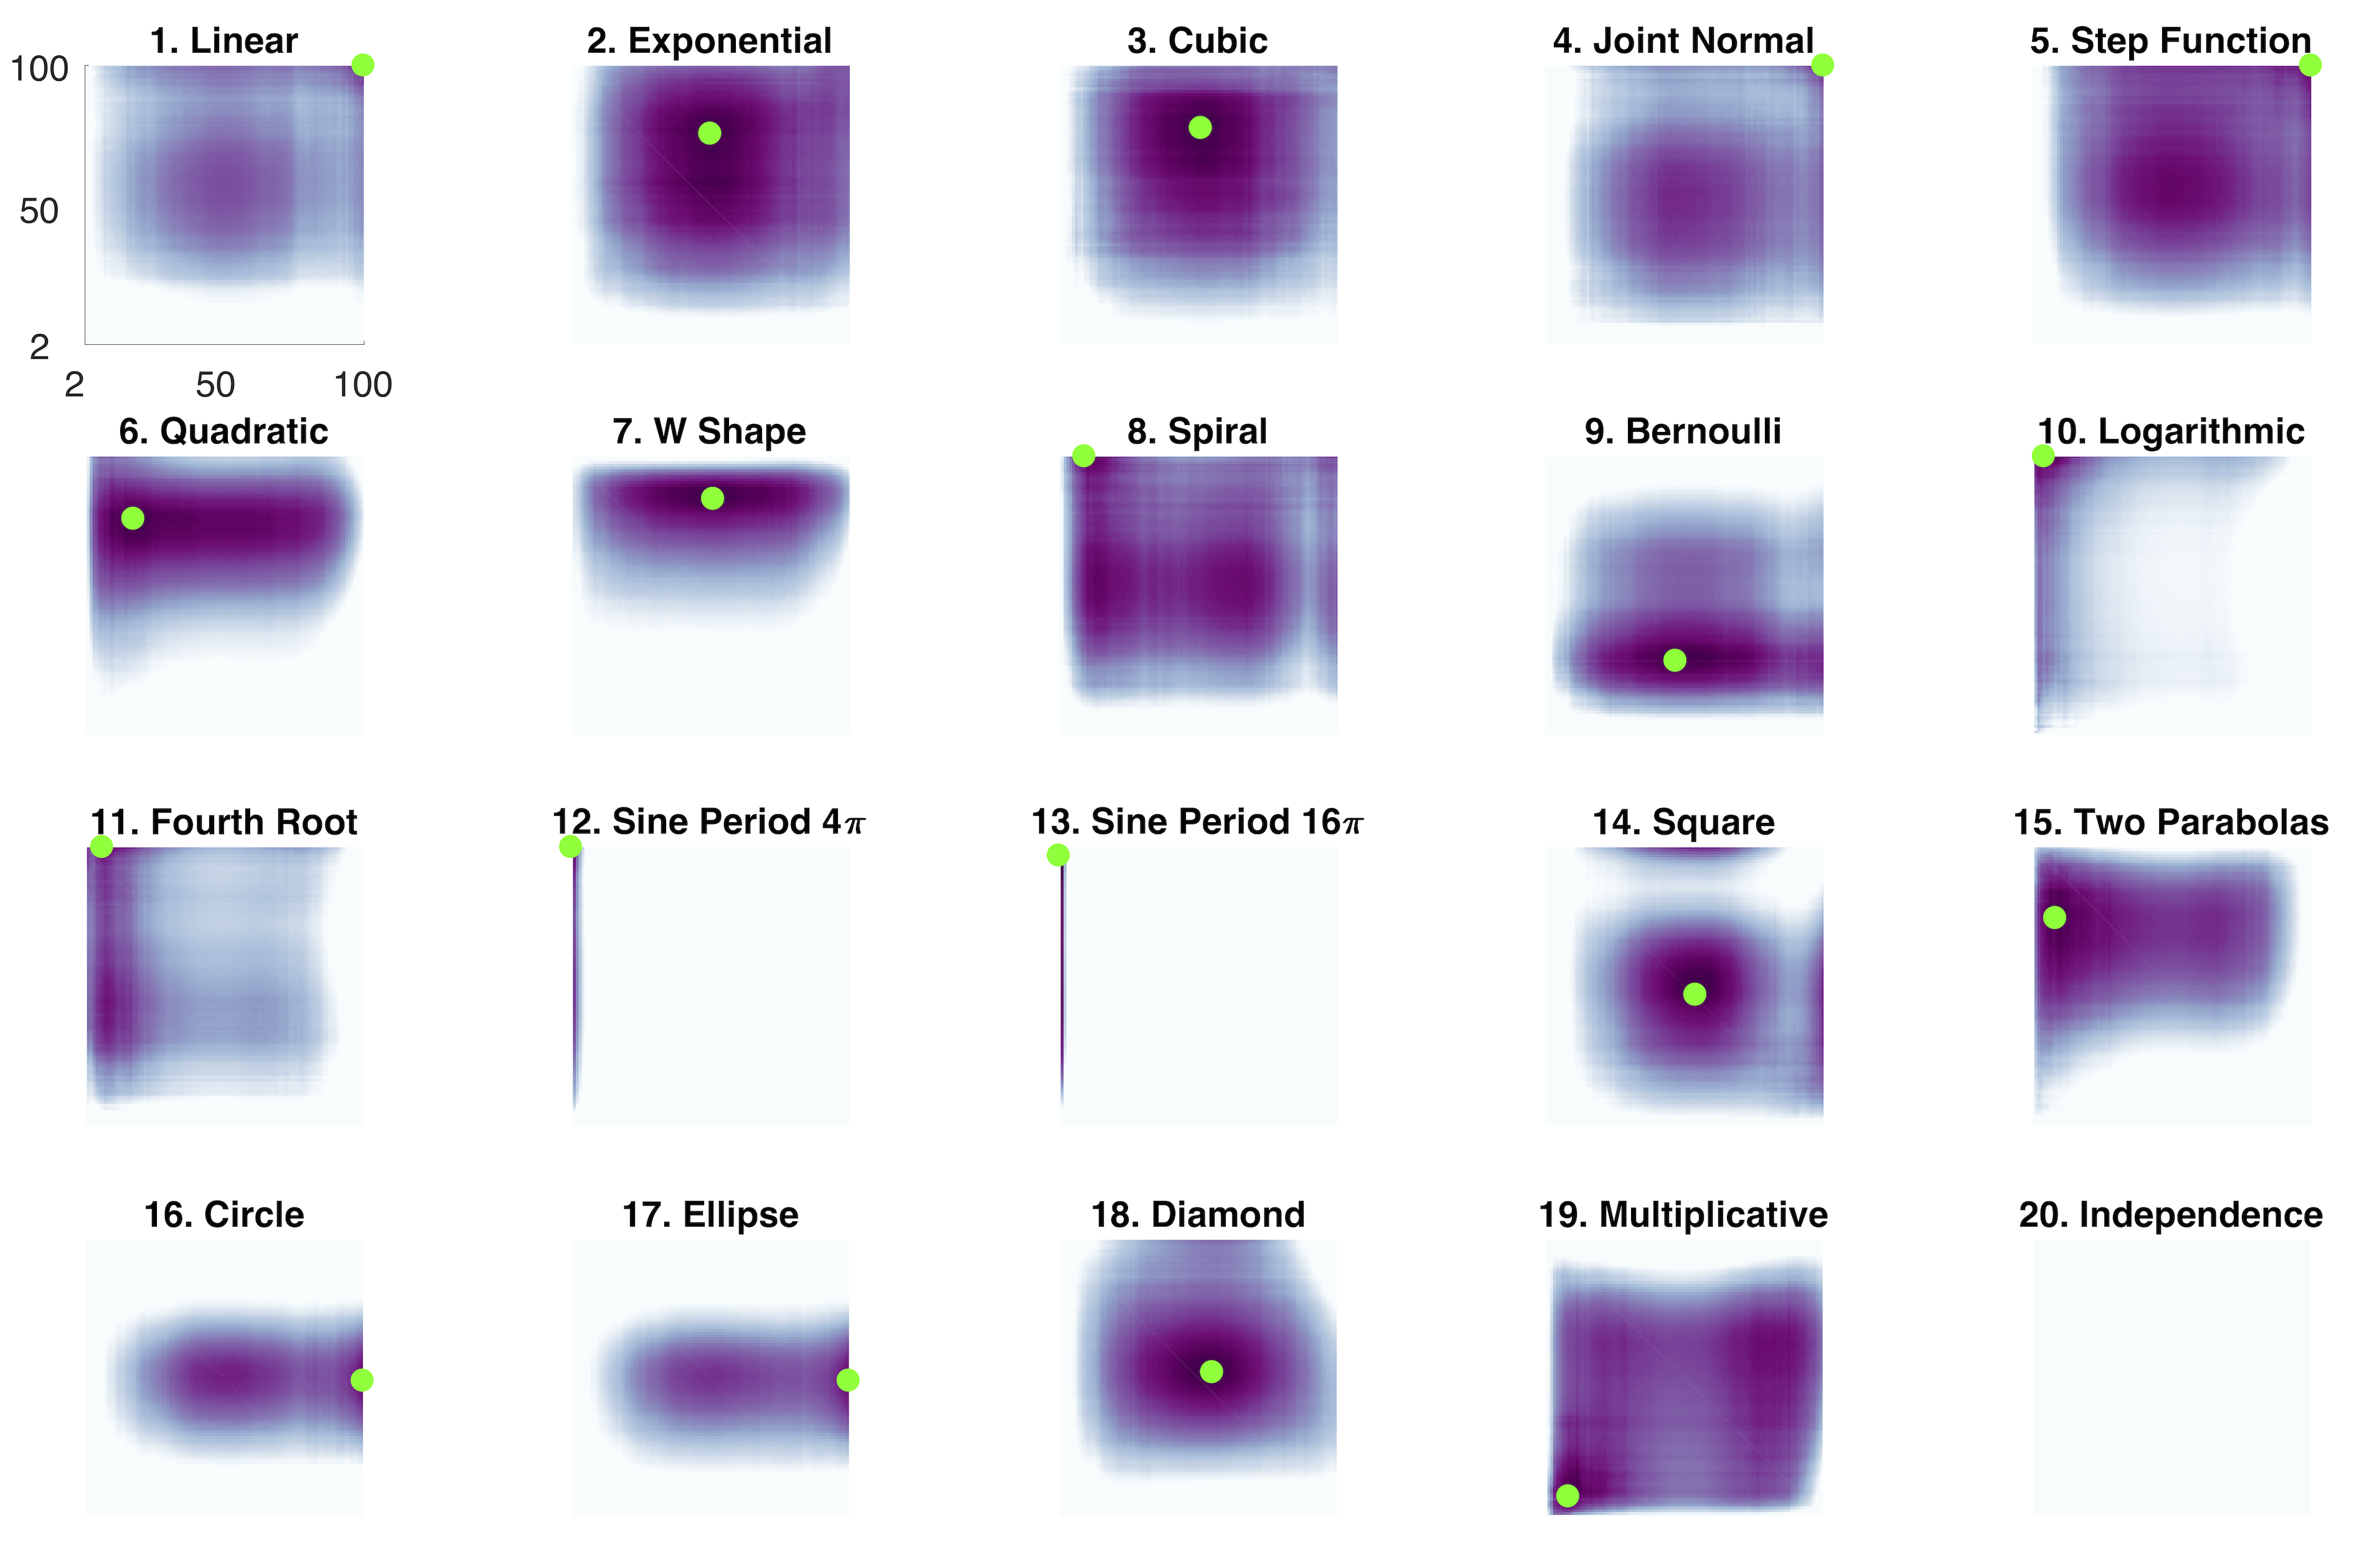 1. Linear
2. Exponential
3. Cubic
4. Joint Normal
5. Step Function
100
50
2
2 50 100
6. Quadratic
7. W Shape
8. Spiral
9. Bernoulli
10. Logarithmic
11. Fourth Root
12. Sine Period 4π
13. Sine Period 16π
14. Square
15. Two Parabolas
16. Circle
17. Ellipse
18. Diamond
19. Multiplicative
20. Independence